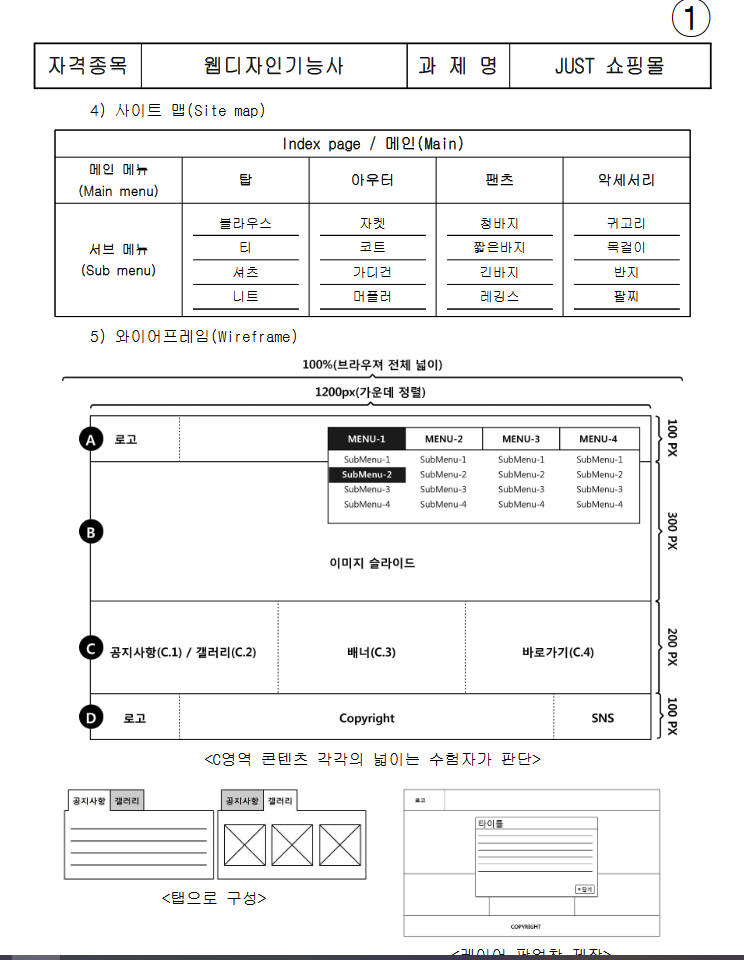 ①
자격종목 웹디자인기능사 과 제 명 JUST 쇼핑몰
4) 사이트 맵(Site map)
Index page / 메인(Main)
메인 메뉴
(Main menu)
탑 아우터 팬츠 악세서리
서브 메뉴
(Sub menu)
블라우스 자켓 청바지 귀고리
티 코트 짧은바지 목걸이
셔츠 가디건 긴바지 반지
니트 머플러 레깅스 팔찌
5) 와이어프레임(Wireframe)
100%(브라우져 전체 넓이)
1200px(가운데 정렬)
A 로고
MENU-1 MENU-2 MENU-3 MENU-4
SubMenu-1 SubMenu-1 SubMenu-1 SubMenu-1
SubMenu-2 SubMenu-2 SubMenu-2 SubMenu-2
SubMenu-3 SubMenu-3 SubMenu-3 SubMenu-3
SubMenu-4 SubMenu-4 SubMenu-4 SubMenu-4
100 PX
B
이미지 슬라이드
300 PX
C 공지사항(C.1) / 갤러리(C.2) 배너(C.3) 바로가기(C.4)
200 PX
D 로고 Copyright SNS
100 PX
<C영역 콘텐츠 각각의 넓이는 수험자가 판단>
공지사항 갤러리 공지사항 갤러리
<탭으로 구성>
로고
타이틀
닫기
COPYRIGHT
<레이어 팝업창 제작>